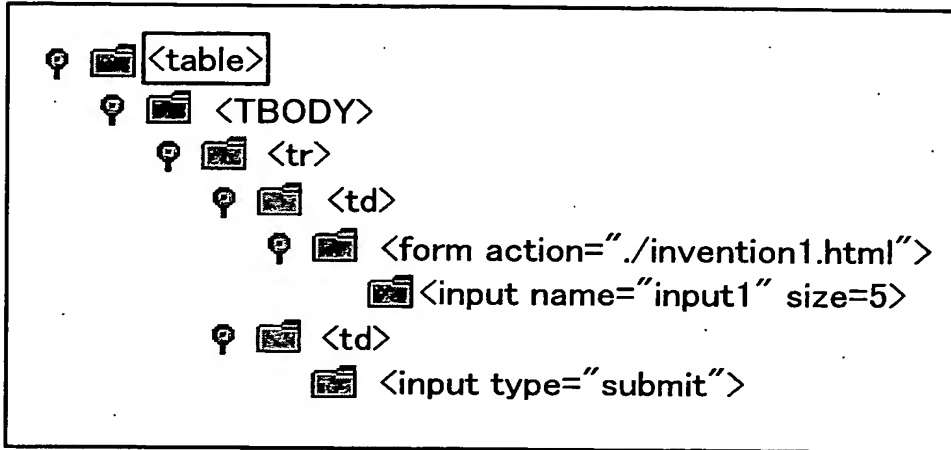 <table>
<TBODY>
<tr>
<td>
<form action="./invention1.html">
<input name="input1" size=5>
<td>
<input type="submit">